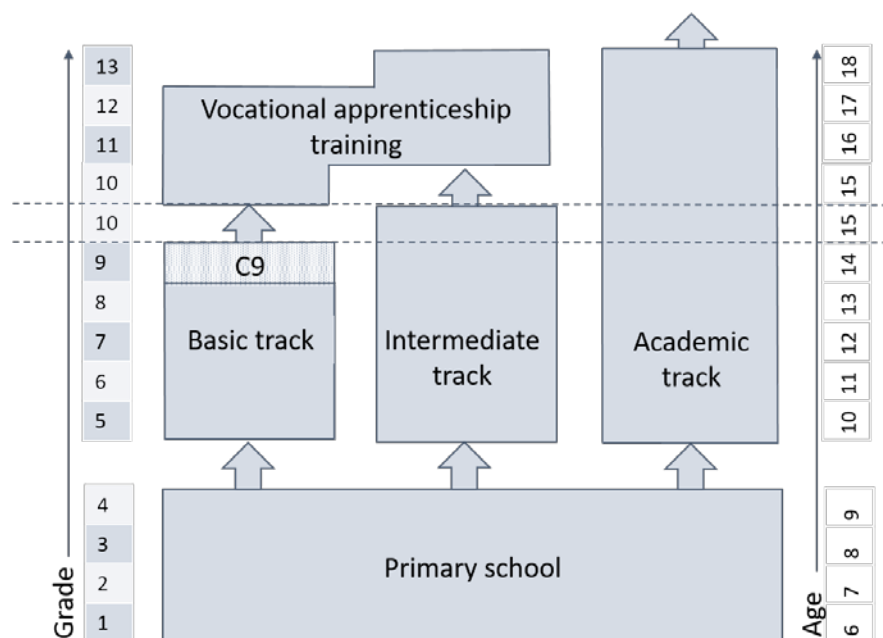 13
12
11
10
10
9
8
7
6
5
4
3
2
1
Grade
Vocational apprenticeship
training
C9
Basic track
Intermediate
track
Academic
track
Primary school
18
17
16
15
15
14
13
12
11
10
9
8
7
6
Age